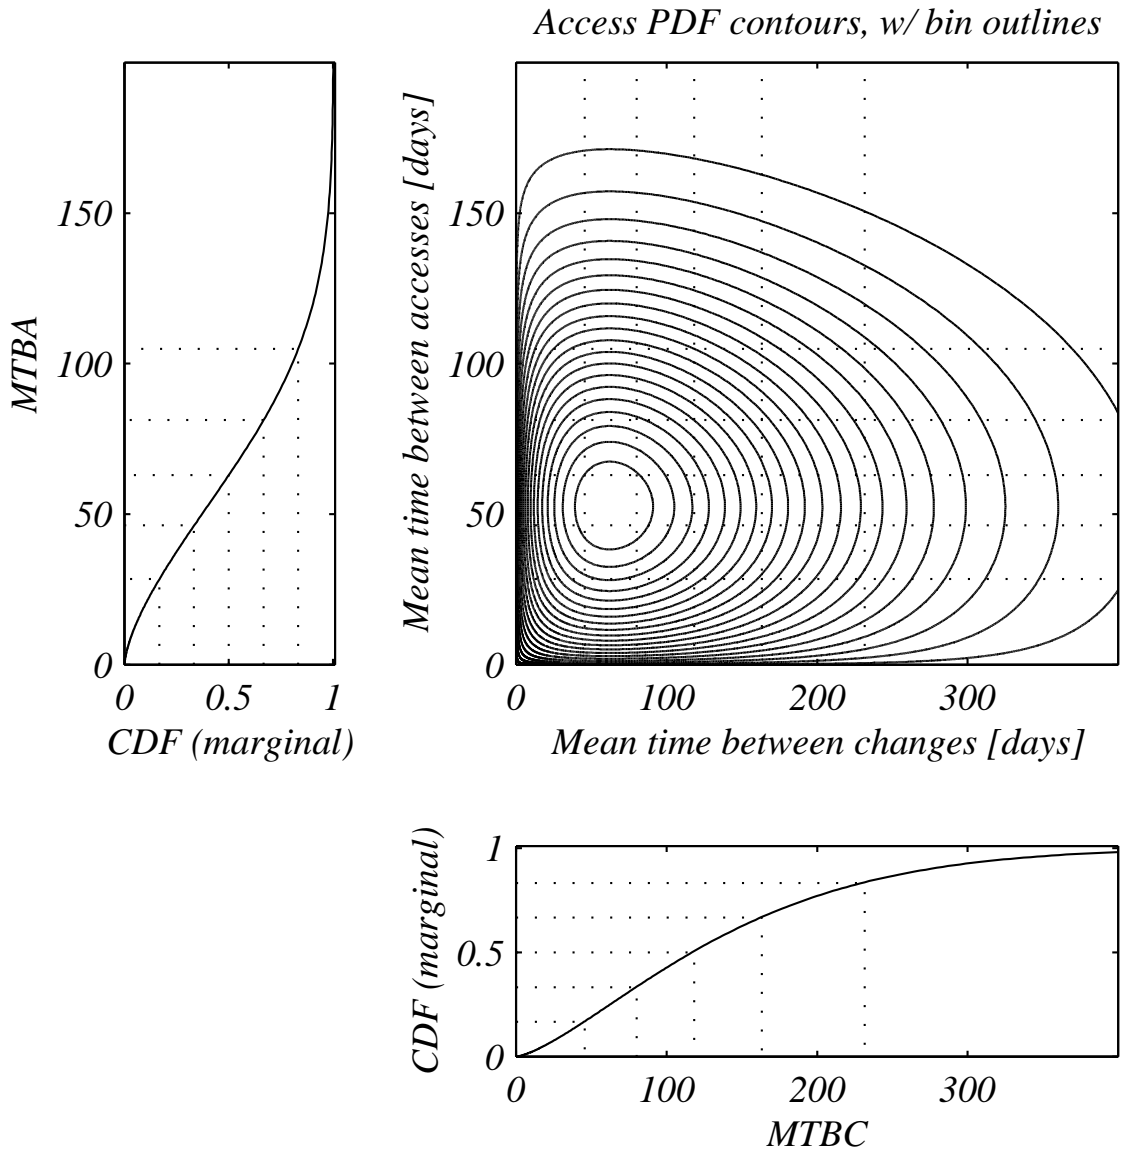 Access PDF contours, w/ bin outlines
MTBA
150
100
50
0
0 0.5 1
CDF (marginal)
Mean time between accesses [days]
150
100
50
0
0 100 200 300
Mean time between changes [days]
CDF (marginal)
1
0.5
0
0 100 200 300
MTBC